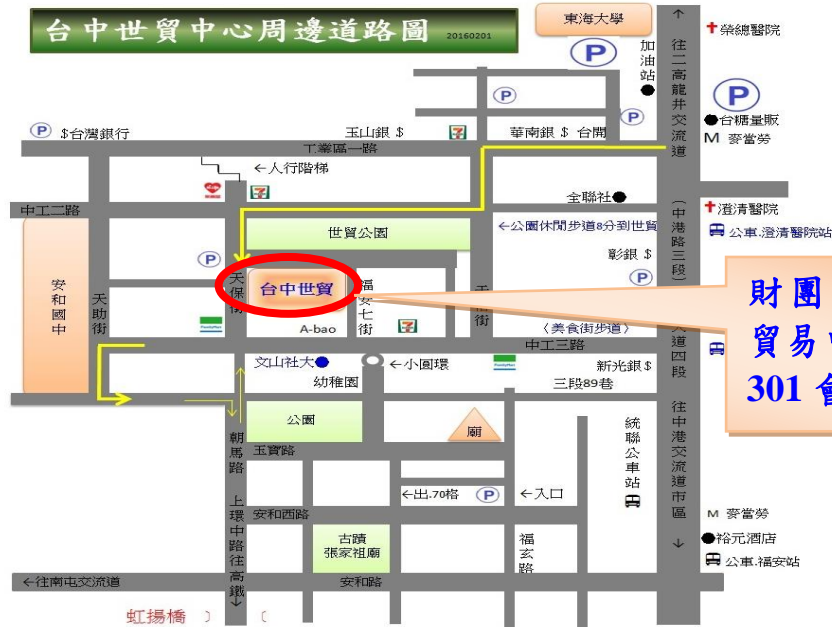 台中世貿中心周邊道路圖 20160201
東海大學
P
加油站
↑ 往二高龍井交流道
榮總醫院
P
P
台糖量販
M 麥當勞
P
P $台灣銀行
玉山銀 $
華南銀 $ 台開
工業區一路
←人行階梯
全聯社
中工二路
(中港路三段)
澄清醫院
公車.澄清醫院站
世貿公園
←公園休閒步道8分到世貿
彰銀 $
P
P
安和國中
天助街
天保街
台中世貿
福安七街
街
A-bao
7
〈美食街步道〉
中工三路
大道四段
財團
貿易
301 會
FamilyMart
文山社大
←小圓環
FamilyMart
新光銀 $
幼稚園
三段89巷
公園
廟
朝馬路
玉寶路
統聯公車站
往中港交流道市區 ↓
←出.70格 P ←入口
上環中路往高鐵↓
安和西路
M 麥當勞
裕元酒店
古蹟
張家祖廟
福玄路
公車.福安站
←往南屯交流道
安和路
虹揚橋